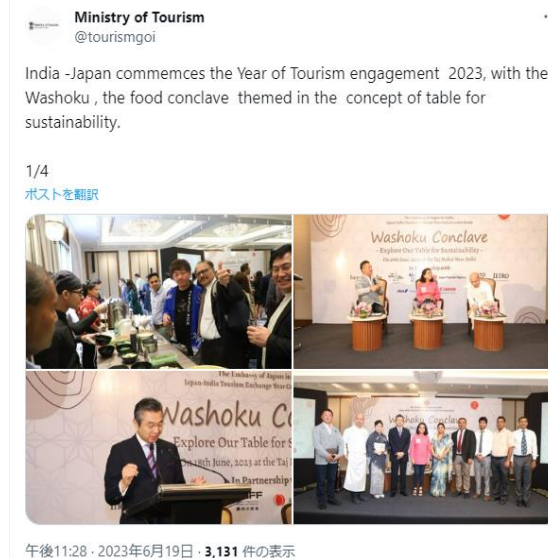 Ministry of Tourism
@tourismgoi
India -Japan commemces the Year of Tourism engagement 2023, with the
Washoku , the food conclave themed in the concept of table for
sustainability.
1/4
ポストを翻訳
Washoku Conclave
- Explore Our Table for Sustainability -
The Embassy of Japan in
Japan-India Tourism Exchange Year Co
Washoku Co
Explore Our Table for S
On 18th June, 2023 at the Taj
In Partnership
Washoku Conclave
午後11:28 · 2023年6月19日 · 3,131 件の表示